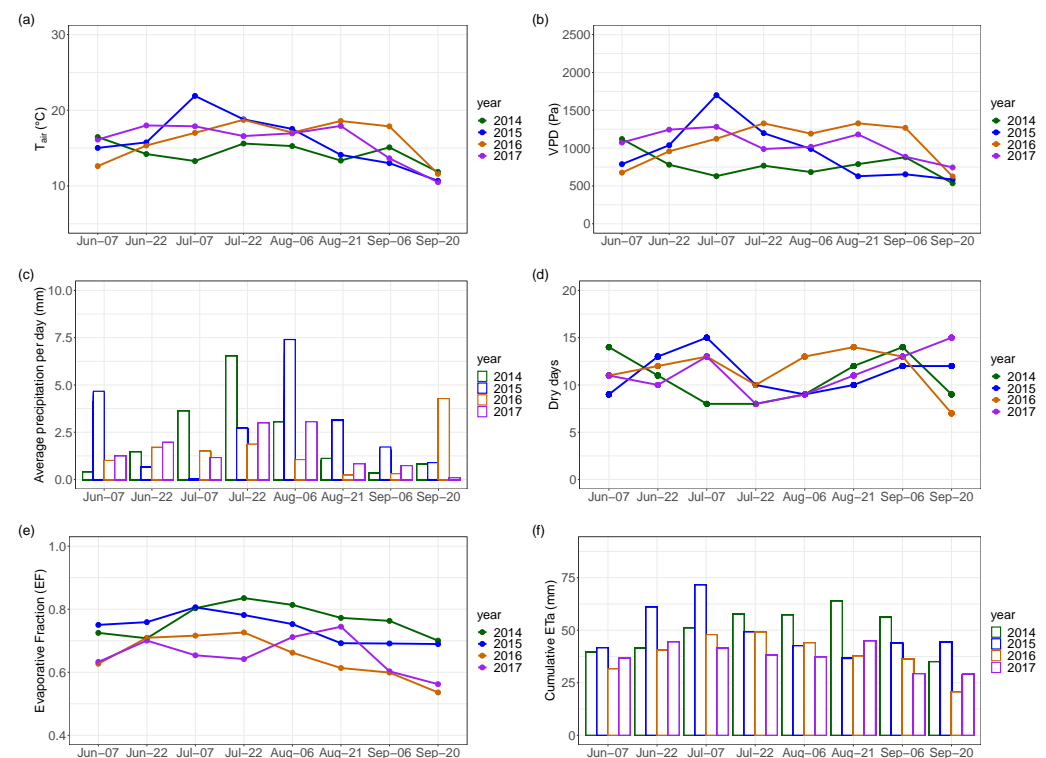 (a)
T air (°C)
30
20
10
Jun−07 Jun−22 Jul−07 Jul−22 Aug−06 Aug−21 Sep−06 Sep−20
year
2014
2015
2016
2017
(b)
VPD (Pa)
2500
2000
1500
1000
500
0
Jun−07 Jun−22 Jul−07 Jul−22 Aug−06 Aug−21 Sep−06 Sep−20
year
2014
2015
2016
2017
(c)
Average precipitation per day (mm)
10.0
7.5
5.0
2.5
0.0
Jun−07 Jun−22 Jul−07 Jul−22 Aug−06 Aug−21 Sep−06 Sep−20
year
2014
2015
2016
2017
(d)
Dry days
20
15
10
5
0
Jun−07 Jun−22 Jul−07 Jul−22 Aug−06 Aug−21 Sep−06 Sep−20
year
2014
2015
2016
2017
(e)
Evaporative Fraction (EF)
1.0
0.8
0.6
0.4
Jun−07 Jun−22 Jul−07 Jul−22 Aug−06 Aug−21 Sep−06 Sep−20
year
2014
2015
2016
2017
(f)
Cumulative ETa (mm)
75
50
25
0
Jun−07 Jun−22 Jul−07 Jul−22 Aug−06 Aug−21 Sep−06 Sep−20
year
2014
2015
2016
2017